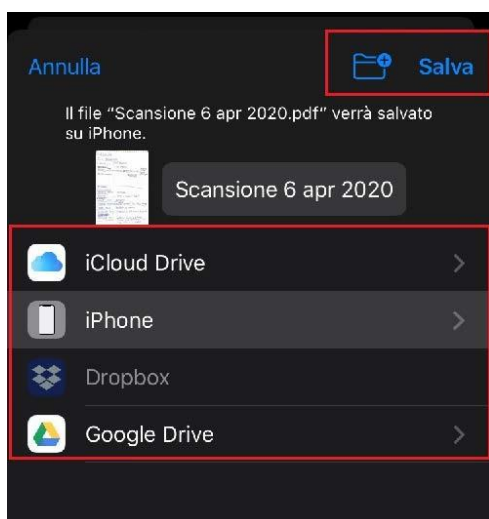 Annulla
Salva
Il file “Scansione 6 apr 2020.pdf” verrà salvato
su iPhone.
Scansione 6 apr 2020
iCloud Drive
iPhone
Dropbox
Google Drive